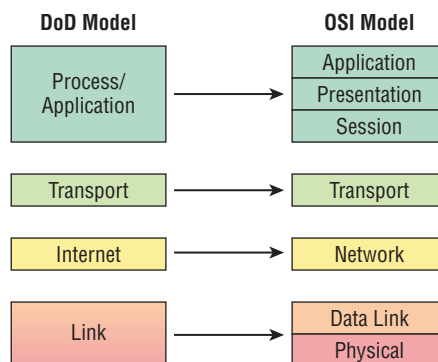 DoD Model
OSI Model
Process/
Application
Application
Presentation
Session
Transport
Transport
Internet
Network
Link
Data Link
Physical